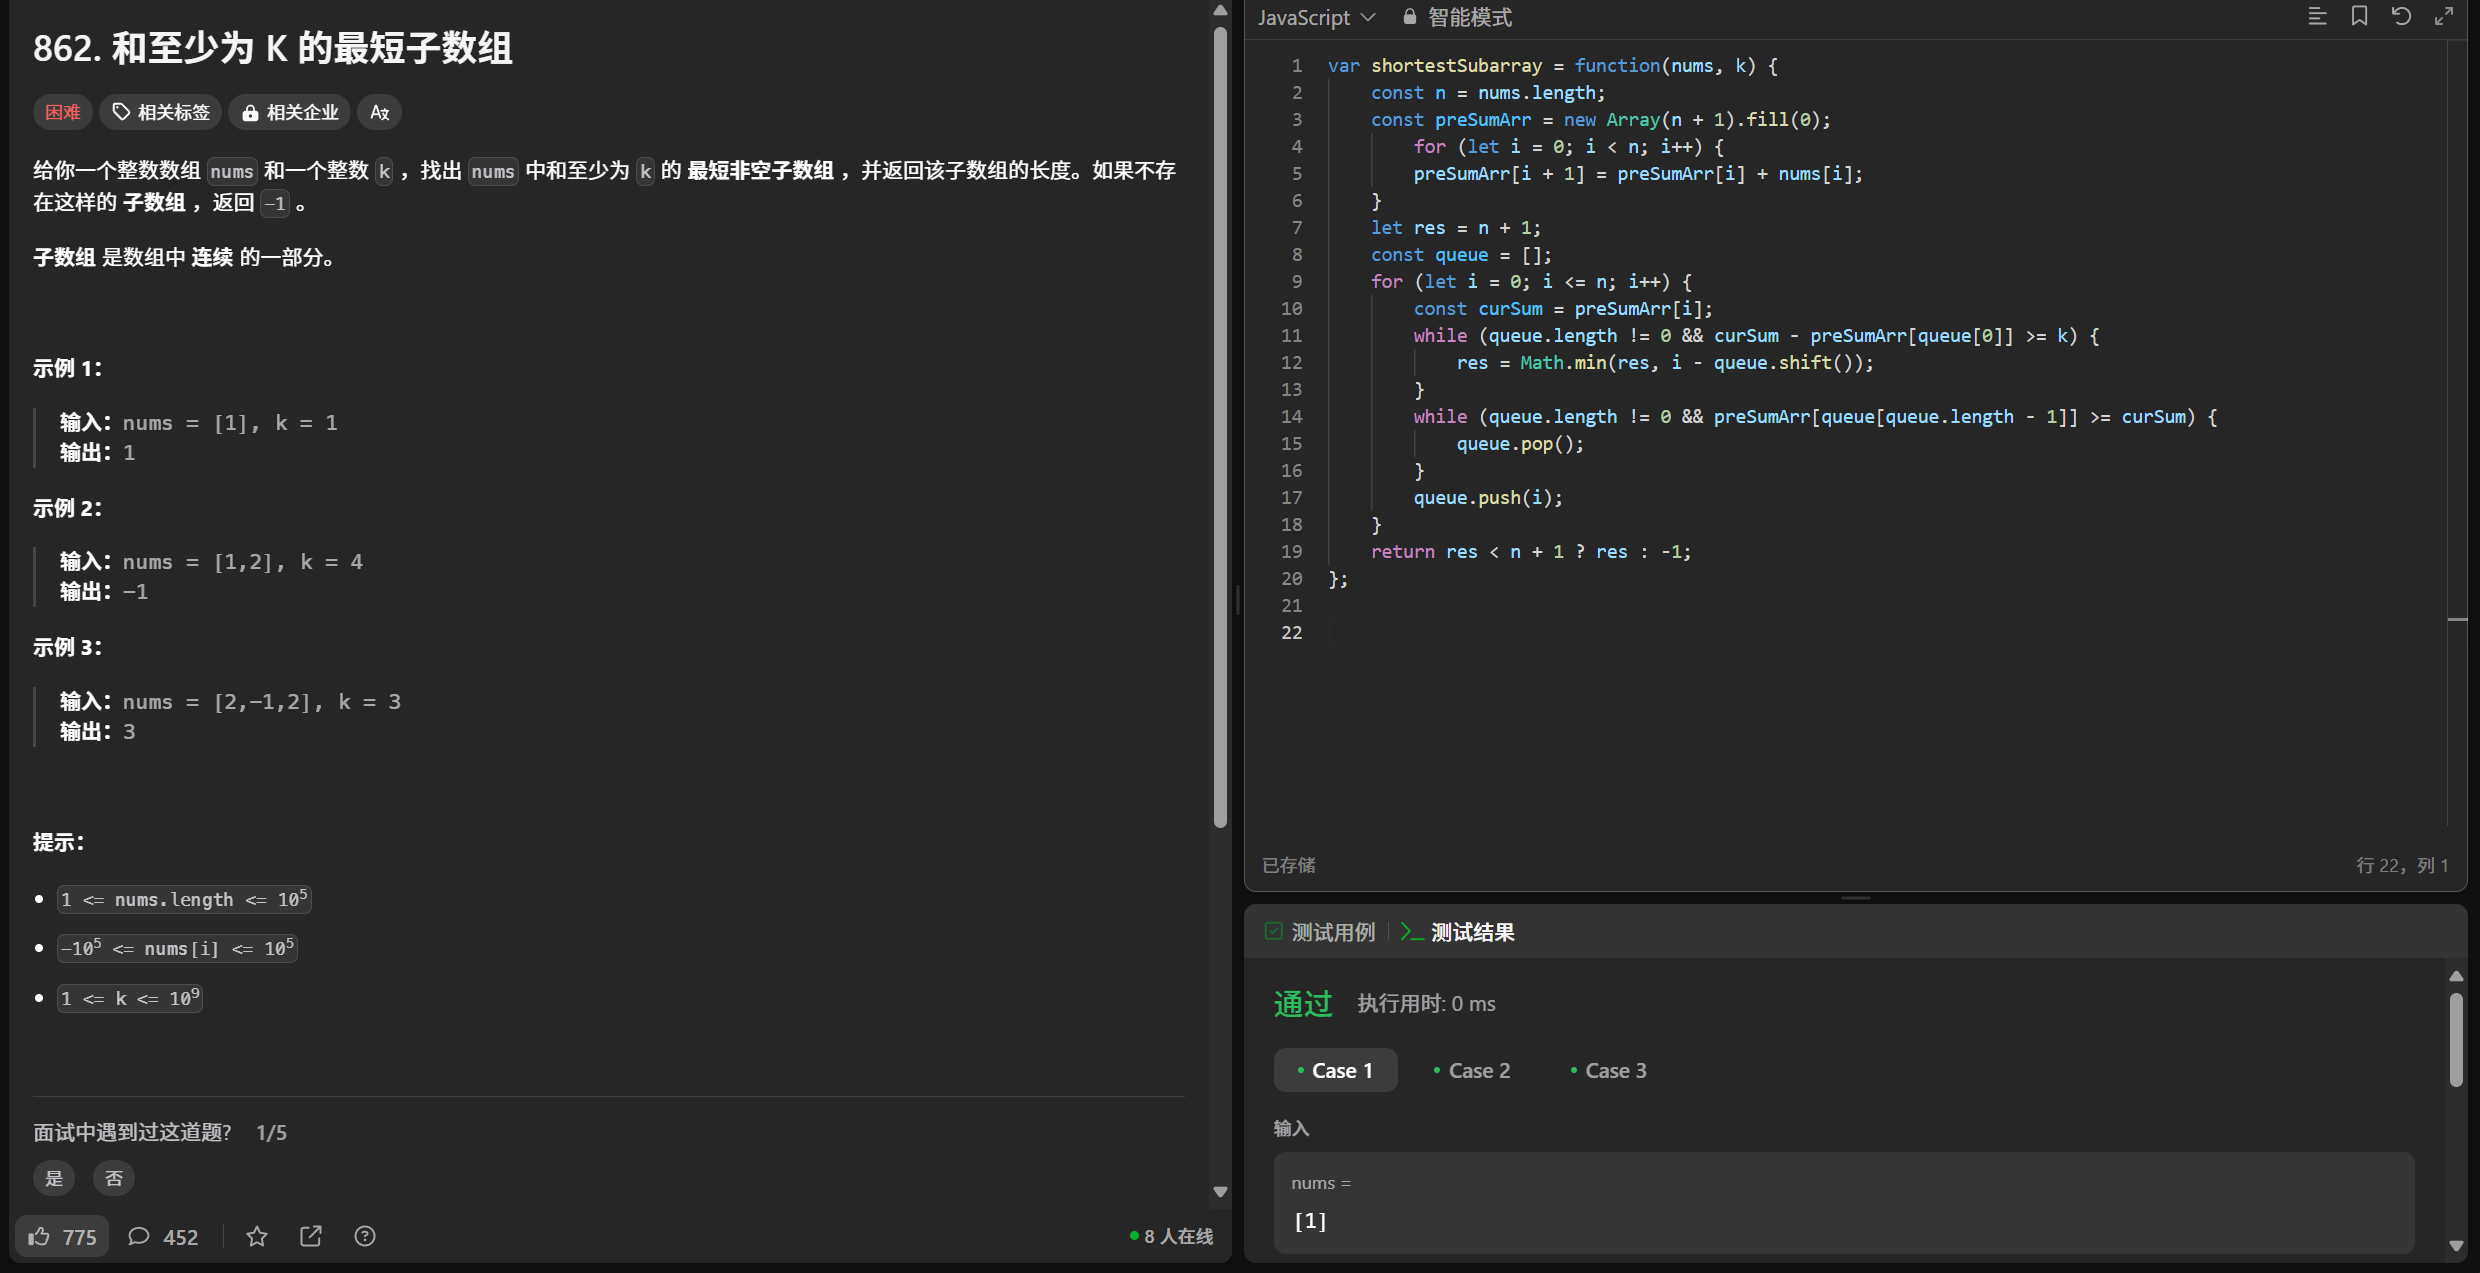 862. 和至少为 K 的最短子数组
困难 相关标签 相关企业
给你一个整数数组 nums 和一个整数 k ，找出 nums 中和至少为 k 的 最短非空子数组 ，并返回该子数组的长度。如果不存
在这样的 子数组 ，返回 -1 。
子数组 是数组中 连续 的一部分。
示例 1：
输入：nums = [1], k = 1
输出：1
示例 2：
输入：nums = [1,2], k = 4
输出：-1
示例 3：
输入：nums = [2,-1,2], k = 3
输出：3
提示：
1 <= nums.length <= 10⁵
-10⁵ <= nums[i] <= 10⁵
1 <= k <= 10⁹
面试中遇到过这道题? 1/5
是 否
775 452 8 人在线
JavaScript 智能模式
1 var shortestSubarray = function(nums, k) {
2     const n = nums.length;
3     const preSumArr = new Array(n + 1).fill(0);
4         for (let i = 0; i < n; i++) {
5         preSumArr[i + 1] = preSumArr[i] + nums[i];
6     }
7     let res = n + 1;
8     const queue = [];
9     for (let i = 0; i <= n; i++) {
10         const curSum = preSumArr[i];
11         while (queue.length != 0 && curSum - preSumArr[queue[0]] >= k) {
12             res = Math.min(res, i - queue.shift());
13         }
14         while (queue.length != 0 && preSumArr[queue[queue.length - 1]] >= curSum) {
15             queue.pop();
16         }
17         queue.push(i);
18     }
19     return res < n + 1 ? res : -1;
20 };
21
22
已存储 行 22，列 1
测试用例 测试结果
通过 执行用时: 0 ms
Case 1 Case 2 Case 3
输入
nums =
[1]